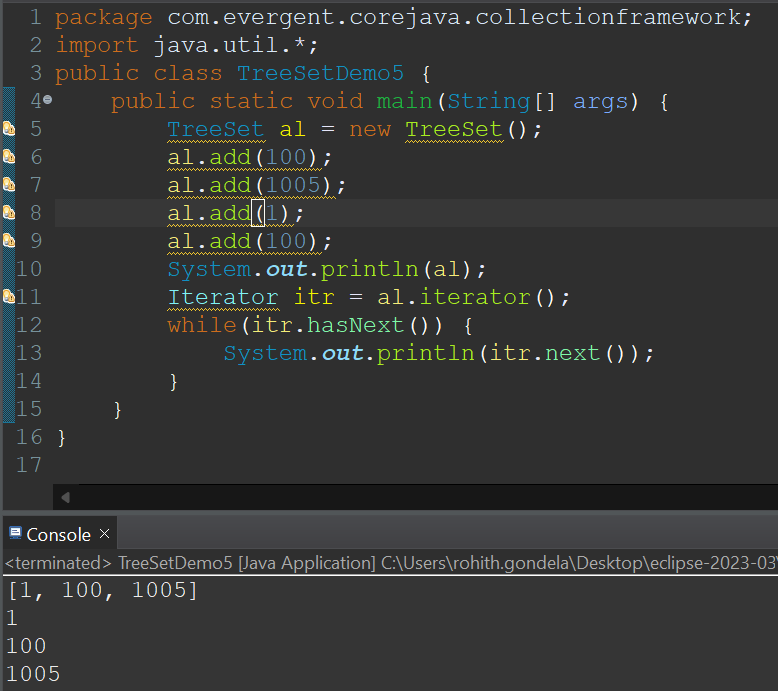 1 package com.evergent.corejava.collectionframework;
2 import java.util.*;
3 public class TreeSetDemo5 {
4     public static void main(String[] args) {
5         TreeSet al = new TreeSet();
6         al.add(100);
7         al.add(1005);
8         al.add(1);
9         al.add(100);
10         System.out.println(al);
11         Iterator itr = al.iterator();
12         while(itr.hasNext()) {
13             System.out.println(itr.next());
14         }
15     }
16 }
17
Console
<terminated> TreeSetDemo5 [Java Application] C:\Users\rohith.gondela\Desktop\eclipse-2023-03\
[1, 100, 1005]
1
100
1005